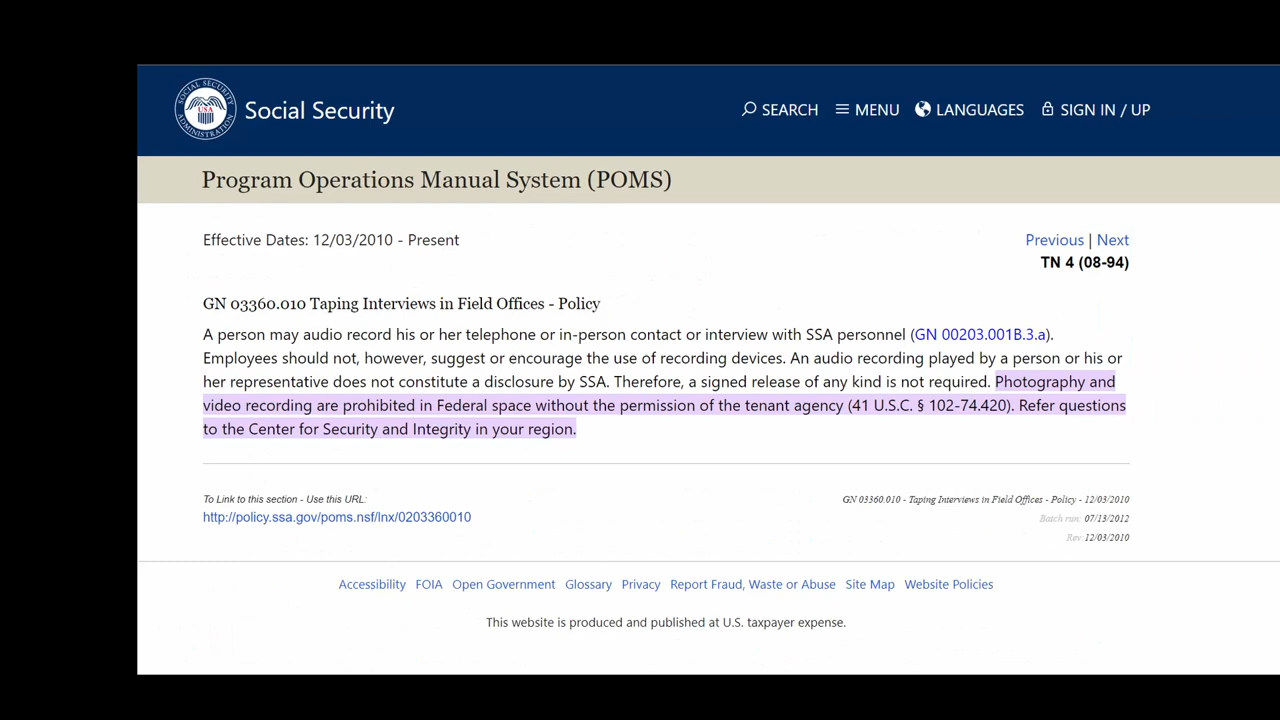 SOCIAL SECURITY ADMINISTRATION
USA
Social Security
SEARCH MENU LANGUAGES SIGN IN / UP
Program Operations Manual System (POMS)
Effective Dates: 12/03/2010 - Present
Previous | Next
TN 4 (08-94)
GN 03360.010 Taping Interviews in Field Offices - Policy
A person may audio record his or her telephone or in-person contact or interview with SSA personnel (GN 00203.001B.3.a).
Employees should not, however, suggest or encourage the use of recording devices. An audio recording played by a person or his or
her representative does not constitute a disclosure by SSA. Therefore, a signed release of any kind is not required. Photography and
video recording are prohibited in Federal space without the permission of the tenant agency (41 U.S.C. § 102-74.420). Refer questions
to the Center for Security and Integrity in your region.
To Link to this section - Use this URL:
http://policy.ssa.gov/poms.nsf/lnx/0203360010
GN 03360.010 - Taping Interviews in Field Offices - Policy - 12/03/2010
Batch run: 07/13/2012
Rev:12/03/2010
Accessibility FOIA Open Government Glossary Privacy Report Fraud, Waste or Abuse Site Map Website Policies
This website is produced and published at U.S. taxpayer expense.